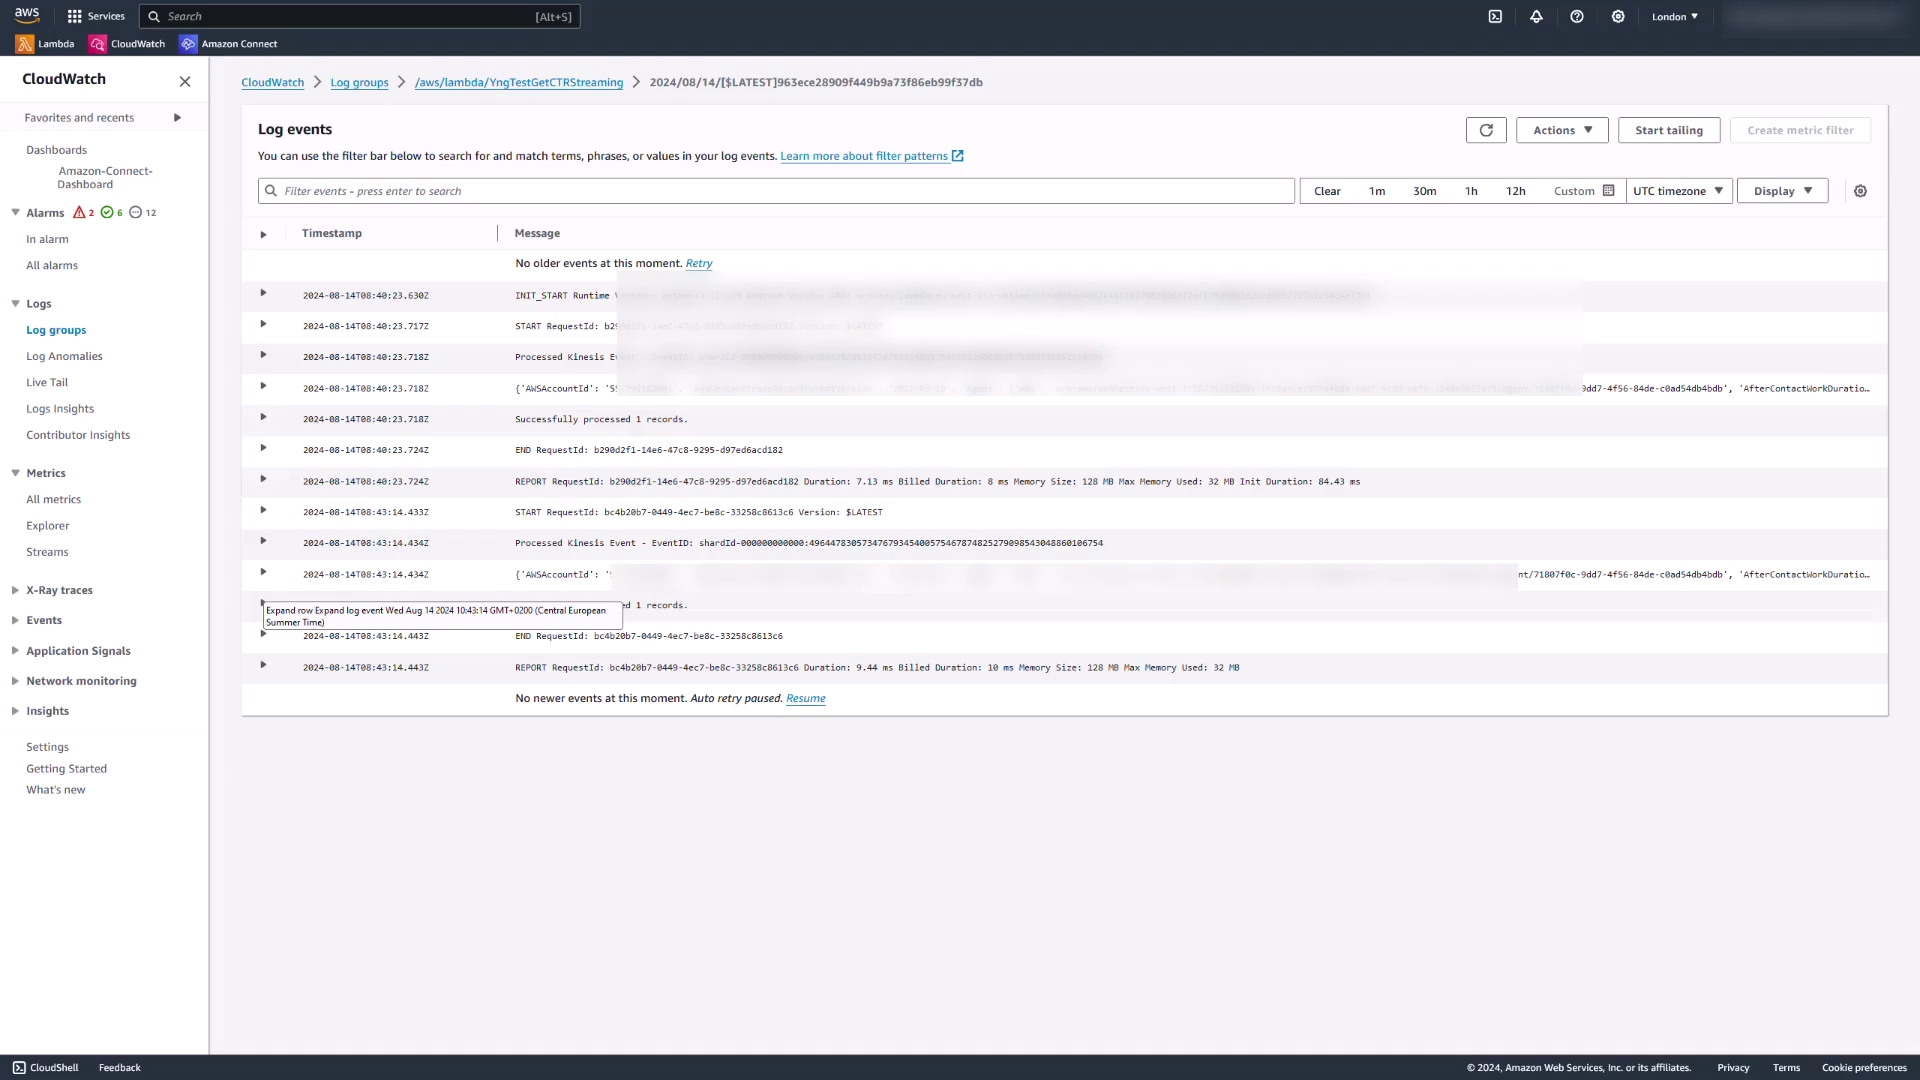 aws
Services
Search
[Alt+S]
London
Lambda
CloudWatch
Amazon Connect
CloudWatch
Favorites and recents
Dashboards
Amazon-Connect-
Dashboard
Alarms 2 6 12
In alarm
All alarms
Logs
Log groups
Log Anomalies
Live Tail
Logs Insights
Contributor Insights
Metrics
All metrics
Explorer
Streams
X-Ray traces
Events
Application Signals
Network monitoring
Insights
Settings
Getting Started
What's new
CloudWatch > Log groups > /aws/lambda/YngTestGetCTRStreaming > 2024/08/14/[$LATEST]963ece28909f449b9a73f86eb99f37db
Log events
Actions
Start tailing
Create metric filter
You can use the filter bar below to search for and match terms, phrases, or values in your log events. Learn more about filter patterns
Filter events - press enter to search
Clear 1m 30m 1h 12h Custom UTC timezone Display
Timestamp Message
No older events at this moment. Retry
2024-08-14T08:40:23.630Z INIT_START Runtime
2024-08-14T08:40:23.717Z START RequestId:
2024-08-14T08:40:23.718Z Processed Kinesis
2024-08-14T08:40:23.718Z {'AWSAccountId': 9dd7-4f56-84de-c0ad54db4bdb', 'AfterContactWorkDuratio…
2024-08-14T08:40:23.718Z Successfully processed 1 records.
2024-08-14T08:40:23.724Z END RequestId: b290d2f1-14e6-47c8-9295-d97ed6acd182
2024-08-14T08:40:23.724Z REPORT RequestId: b290d2f1-14e6-47c8-9295-d97ed6acd182 Duration: 7.13 ms Billed Duration: 8 ms Memory Size: 128 MB Max Memory Used: 32 MB Init Duration: 84.43 ms
2024-08-14T08:43:14.433Z START RequestId: bc4b20b7-0449-4ec7-be8c-33258c8613c6 Version: $LATEST
2024-08-14T08:43:14.434Z Processed Kinesis Event - EventID: shardId-000000000000:49644783057347679345400575467874825279098543048860106754
2024-08-14T08:43:14.434Z {'AWSAccountId': ' nt/71807f0c-9dd7-4f56-84de-c0ad54db4bdb', 'AfterContactWorkDuratio…
Expand row Expand log event Wed Aug 14 2024 10:43:14 GMT+0200 (Central European
Summer Time)
ed 1 records.
2024-08-14T08:43:14.443Z END RequestId: bc4b20b7-0449-4ec7-be8c-33258c8613c6
2024-08-14T08:43:14.443Z REPORT RequestId: bc4b20b7-0449-4ec7-be8c-33258c8613c6 Duration: 9.44 ms Billed Duration: 10 ms Memory Size: 128 MB Max Memory Used: 32 MB
No newer events at this moment. Auto retry paused. Resume
CloudShell
Feedback
© 2024, Amazon Web Services, Inc. or its affiliates.
Privacy
Terms
Cookie preferences